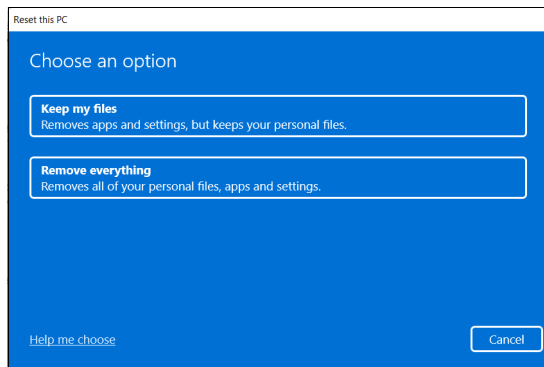 Reset this PC
Choose an option
Keep my files
Removes apps and settings, but keeps your personal files.
Remove everything
Removes all of your personal files, apps and settings.
Help me choose
Cancel